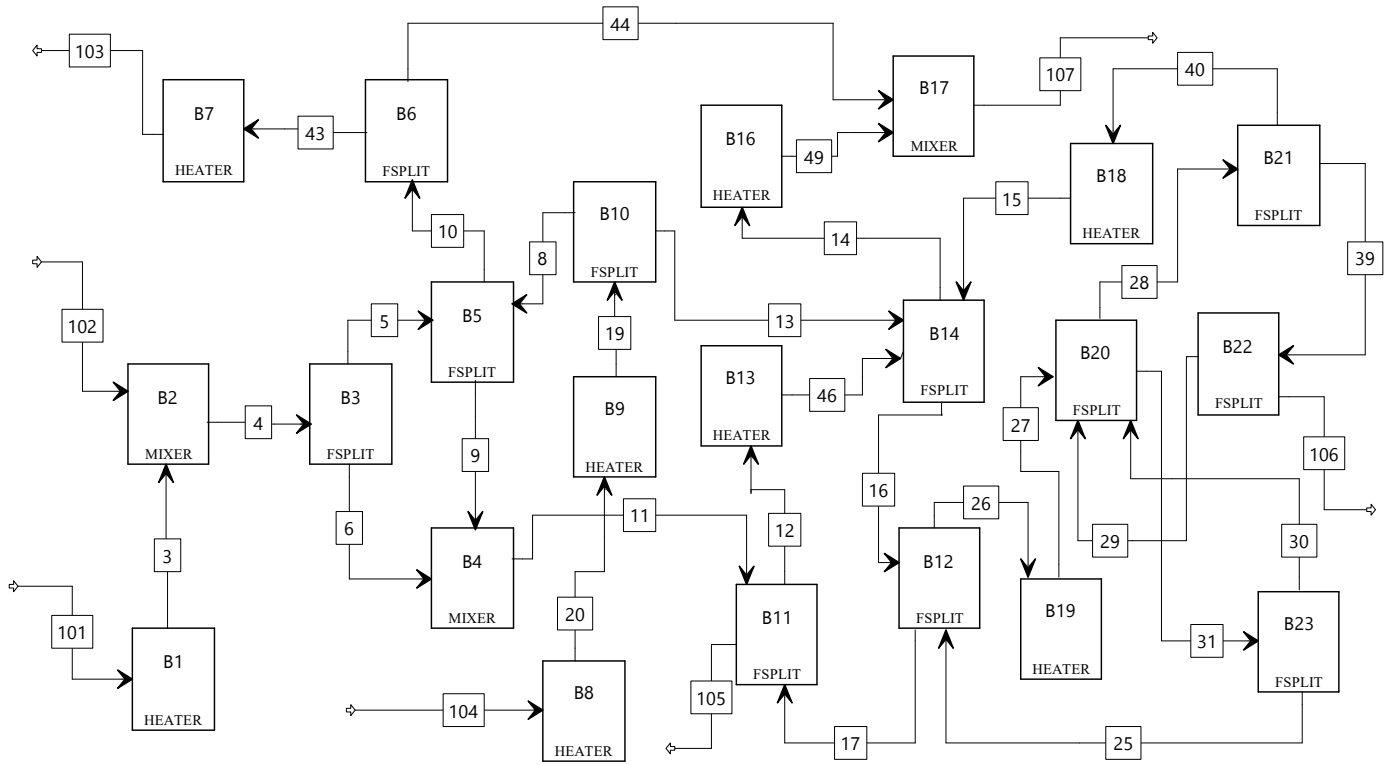 44
103
107
40
B7
HEATER
43
B6
FSPLIT
B17
MIXER
B16
HEATER
49
B21
FSPLIT
B18
HEATER
15
10
8
B10
FSPLIT
14
39
28
102
5
B5
FSPLIT
19
13
B14
FSPLIT
B20
FSPLIT
B22
FSPLIT
B2
MIXER
4
B3
FSPLIT
B9
HEATER
B13
HEATER
46
27
106
9
16
6
11
12
26
29
30
3
B4
MIXER
B12
FSPLIT
101
B1
HEATER
20
B11
FSPLIT
B19
HEATER
31
B23
FSPLIT
104
B8
HEATER
105
17
25